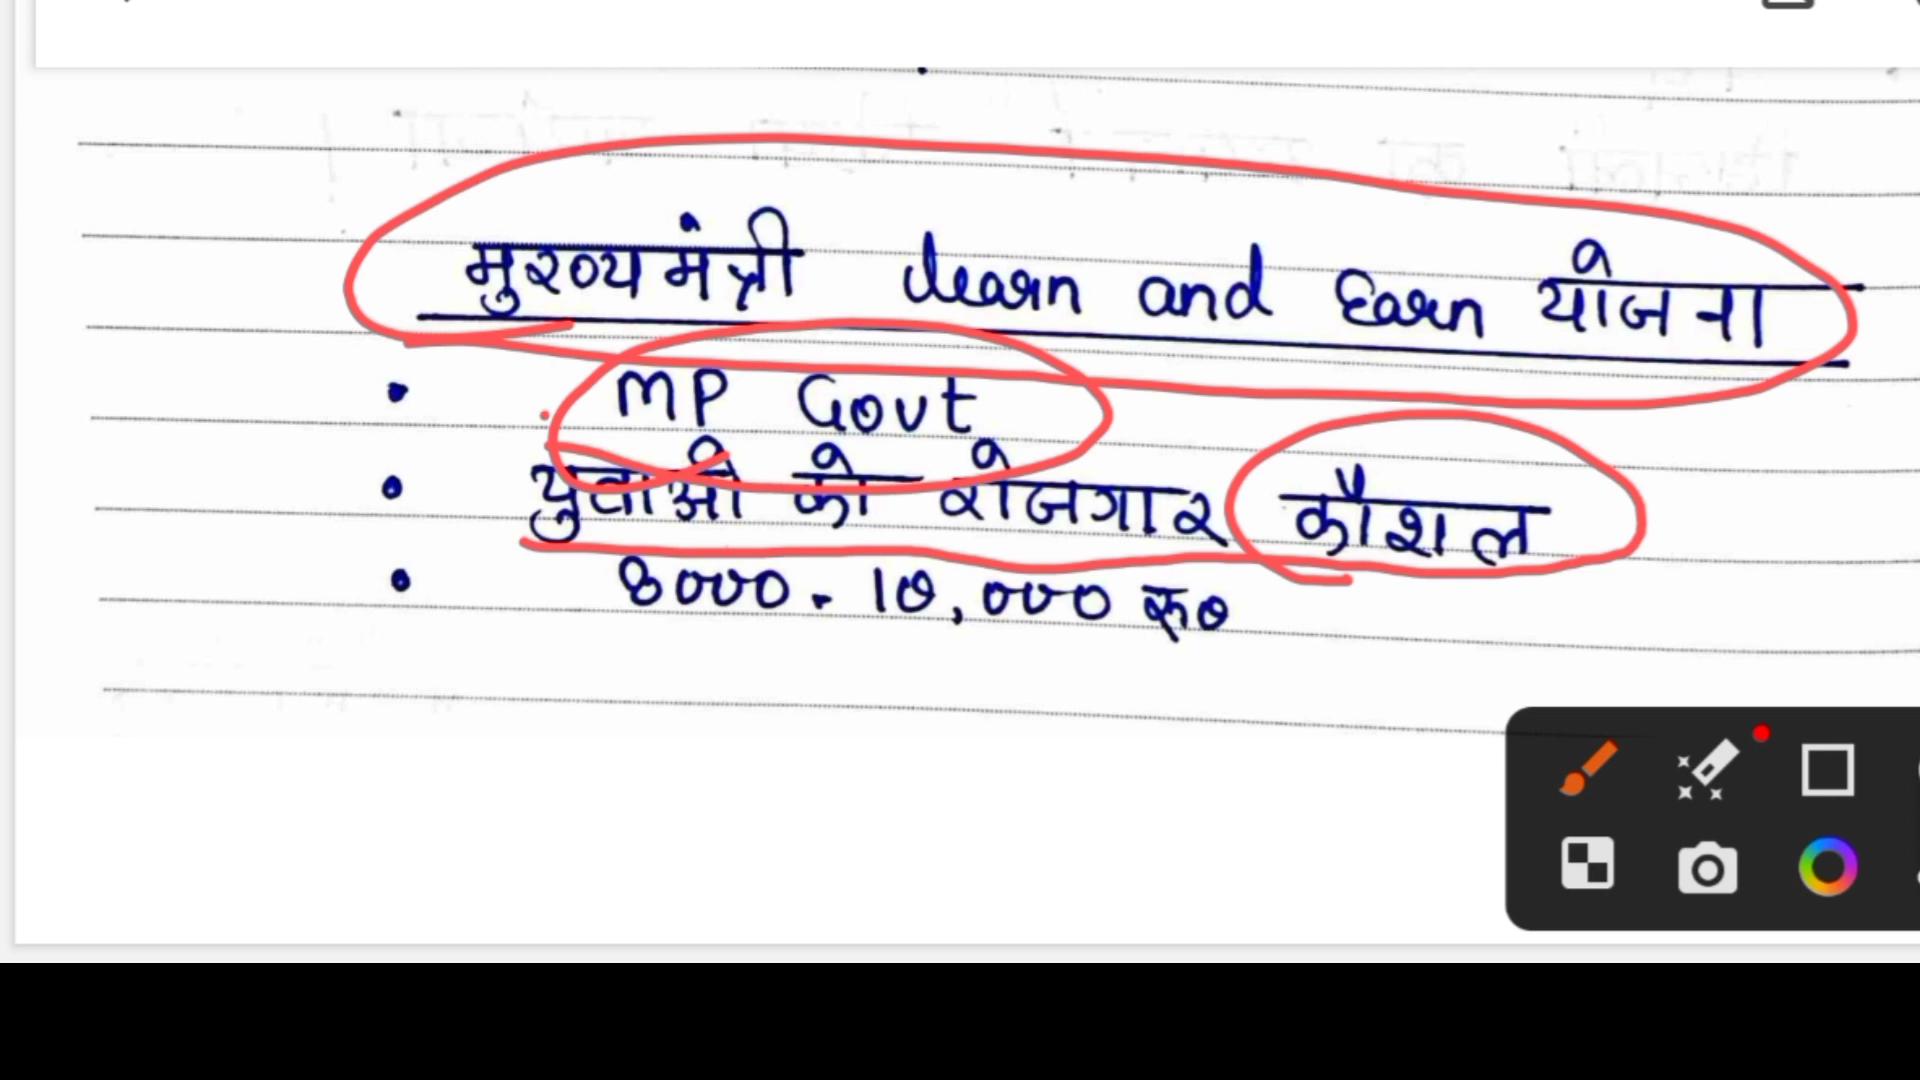 मुख्यमंत्री Learn and Earn योजना
• MP Govt
• युवाओ को रोजगार कौशल
• 8000 - 10,000 रु०